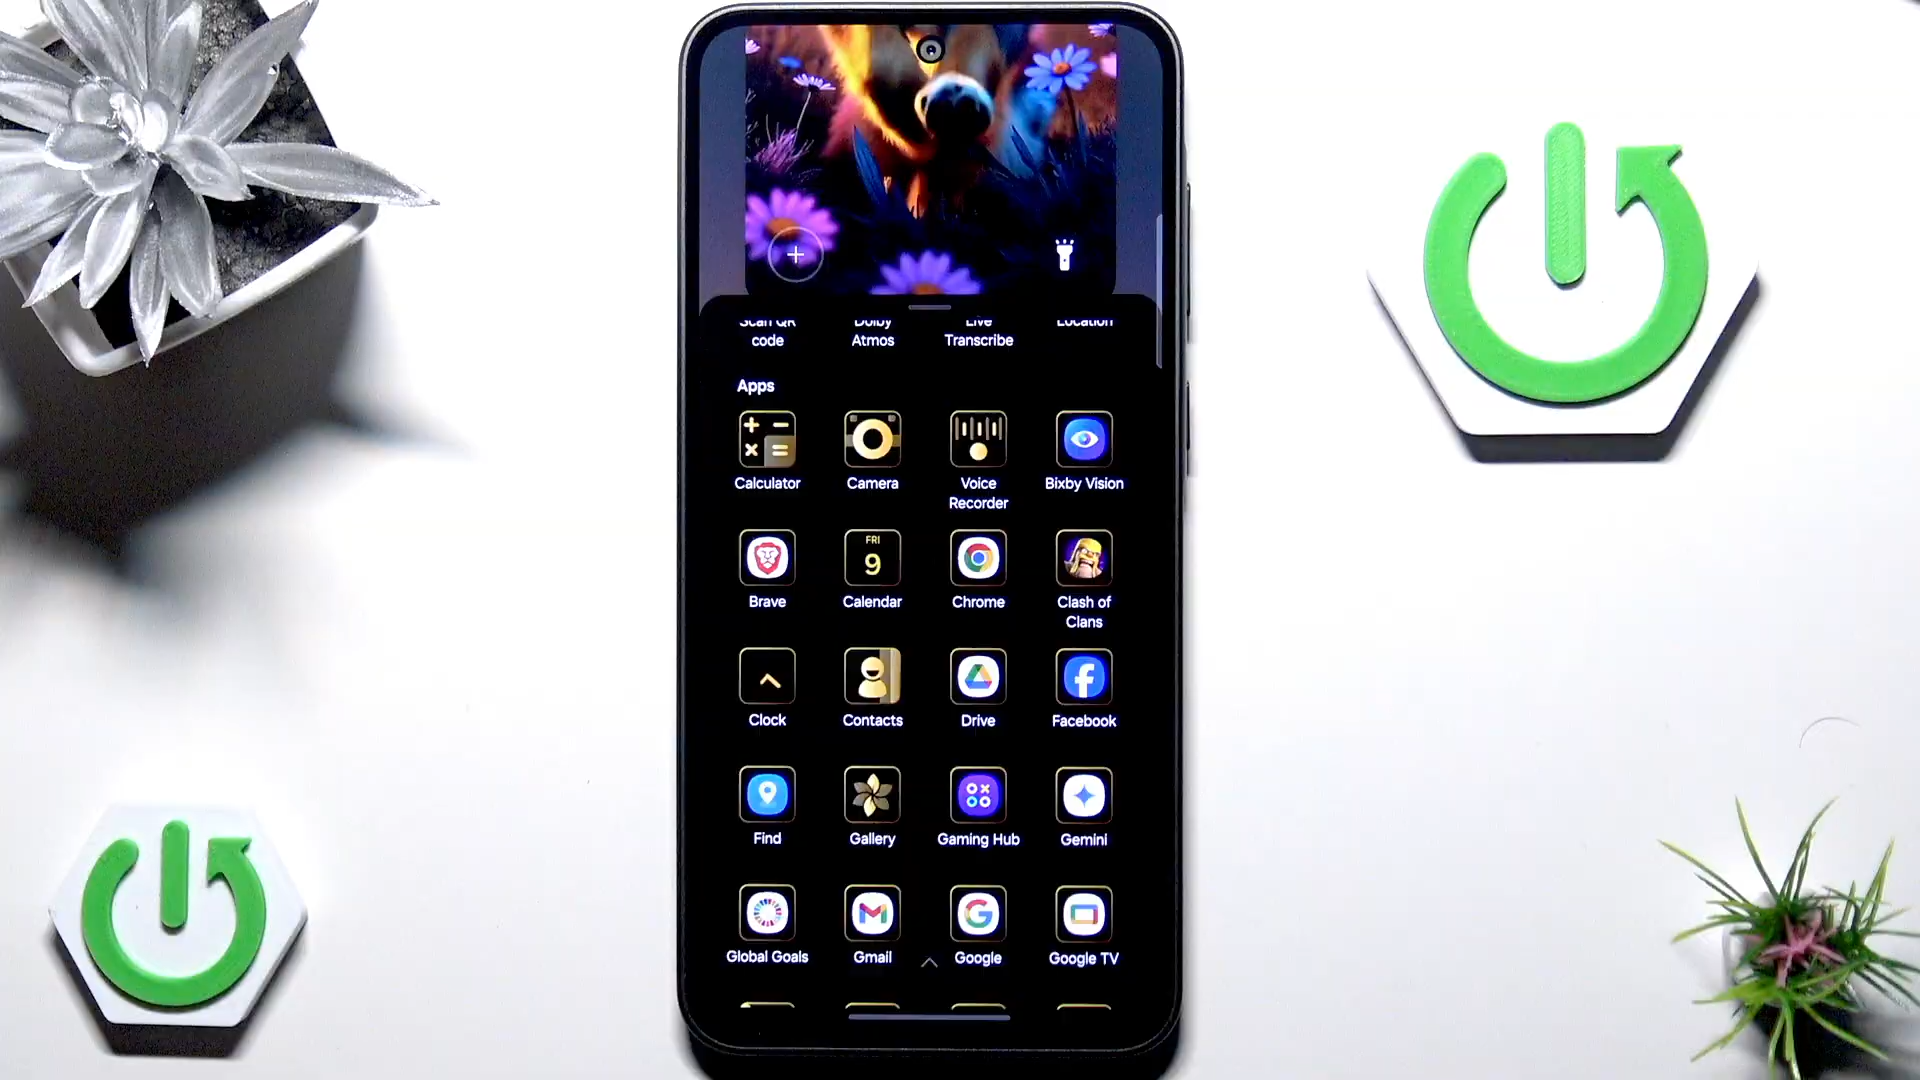 Scan QR
code
Dolby
Atmos
Live
Transcribe
Location
Apps
Calculator
Camera
Voice
Recorder
Bixby Vision
Brave
FRI
9
Calendar
Chrome
Clash of
Clans
Clock
Contacts
Drive
Facebook
Find
Gallery
Gaming Hub
Gemini
Global Goals
Gmail
Google
Google TV